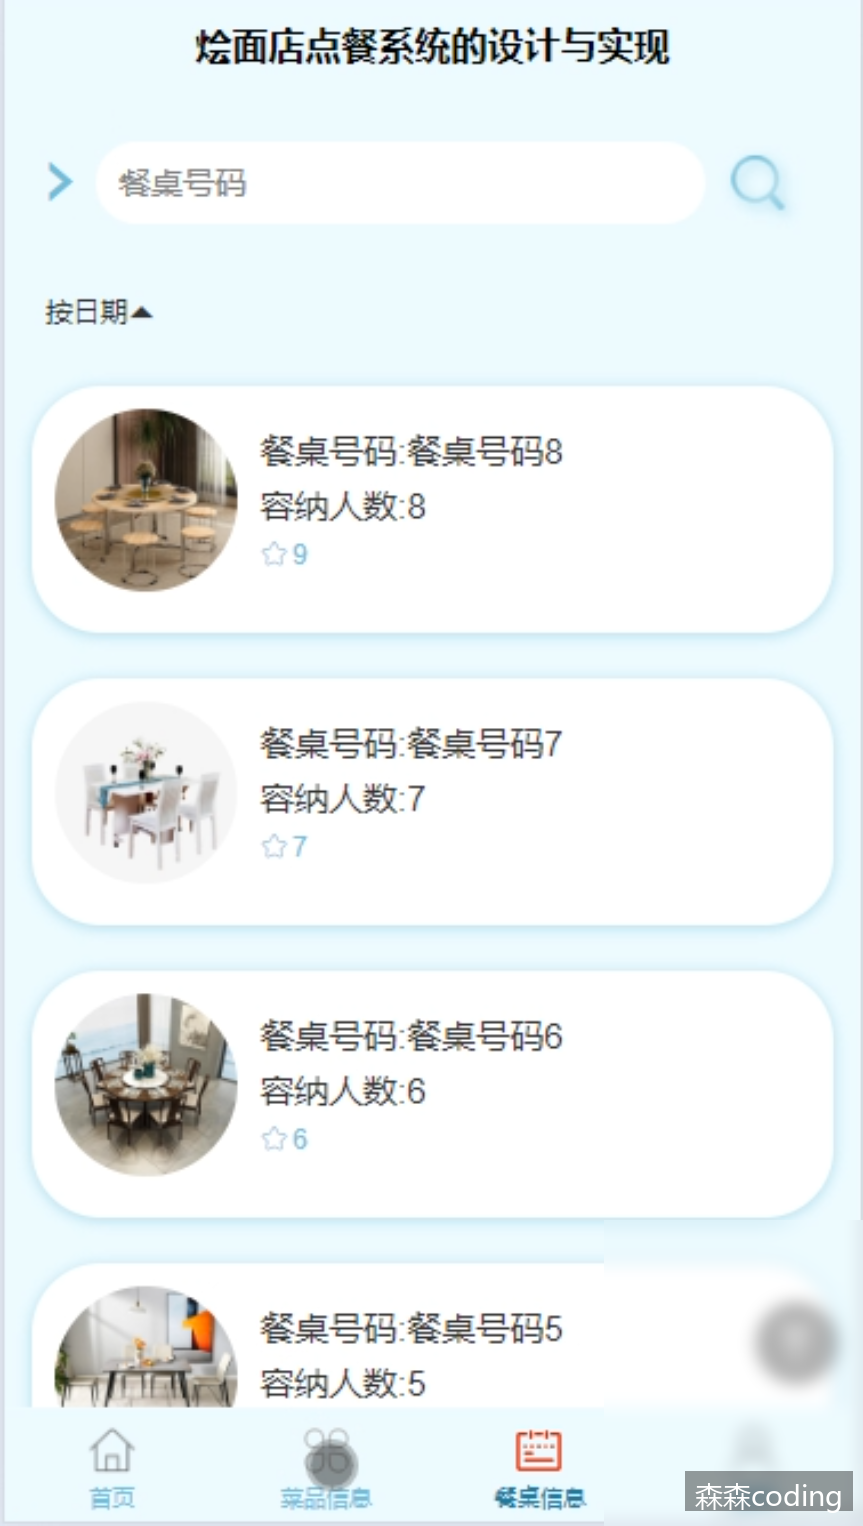 烩面店点餐系统的设计与实现
餐桌号码
按日期
餐桌号码:餐桌号码8
容纳人数:8
9
餐桌号码:餐桌号码7
容纳人数:7
7
餐桌号码:餐桌号码6
容纳人数:6
6
餐桌号码:餐桌号码5
容纳人数:5
首页
菜品信息
餐桌信息
森森coding